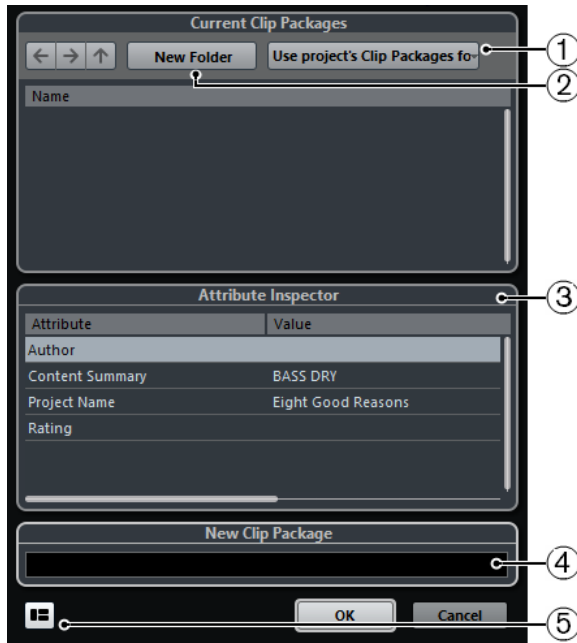 Current Clip Packages
New Folder
Use project's Clip Packages fo
1
2
Name
Attribute Inspector
3
Attribute Value
Author
Content Summary BASS DRY
Project Name Eight Good Reasons
Rating
New Clip Package
4
OK Cancel
5